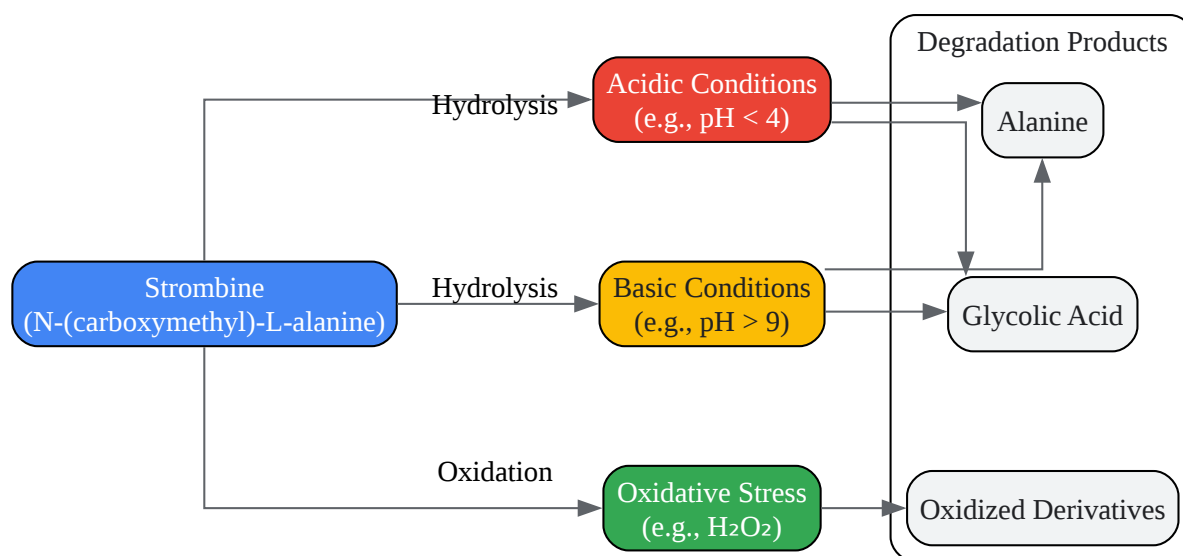 Degradation Products
Hydrolysis
Acidic Conditions
(e.g., pH < 4)
Alanine
Strombine
(N-(carboxymethyl)-L-alanine)
Hydrolysis
Basic Conditions
(e.g., pH > 9)
Glycolic Acid
Oxidation
Oxidative Stress
(e.g., H₂O₂)
Oxidized Derivatives